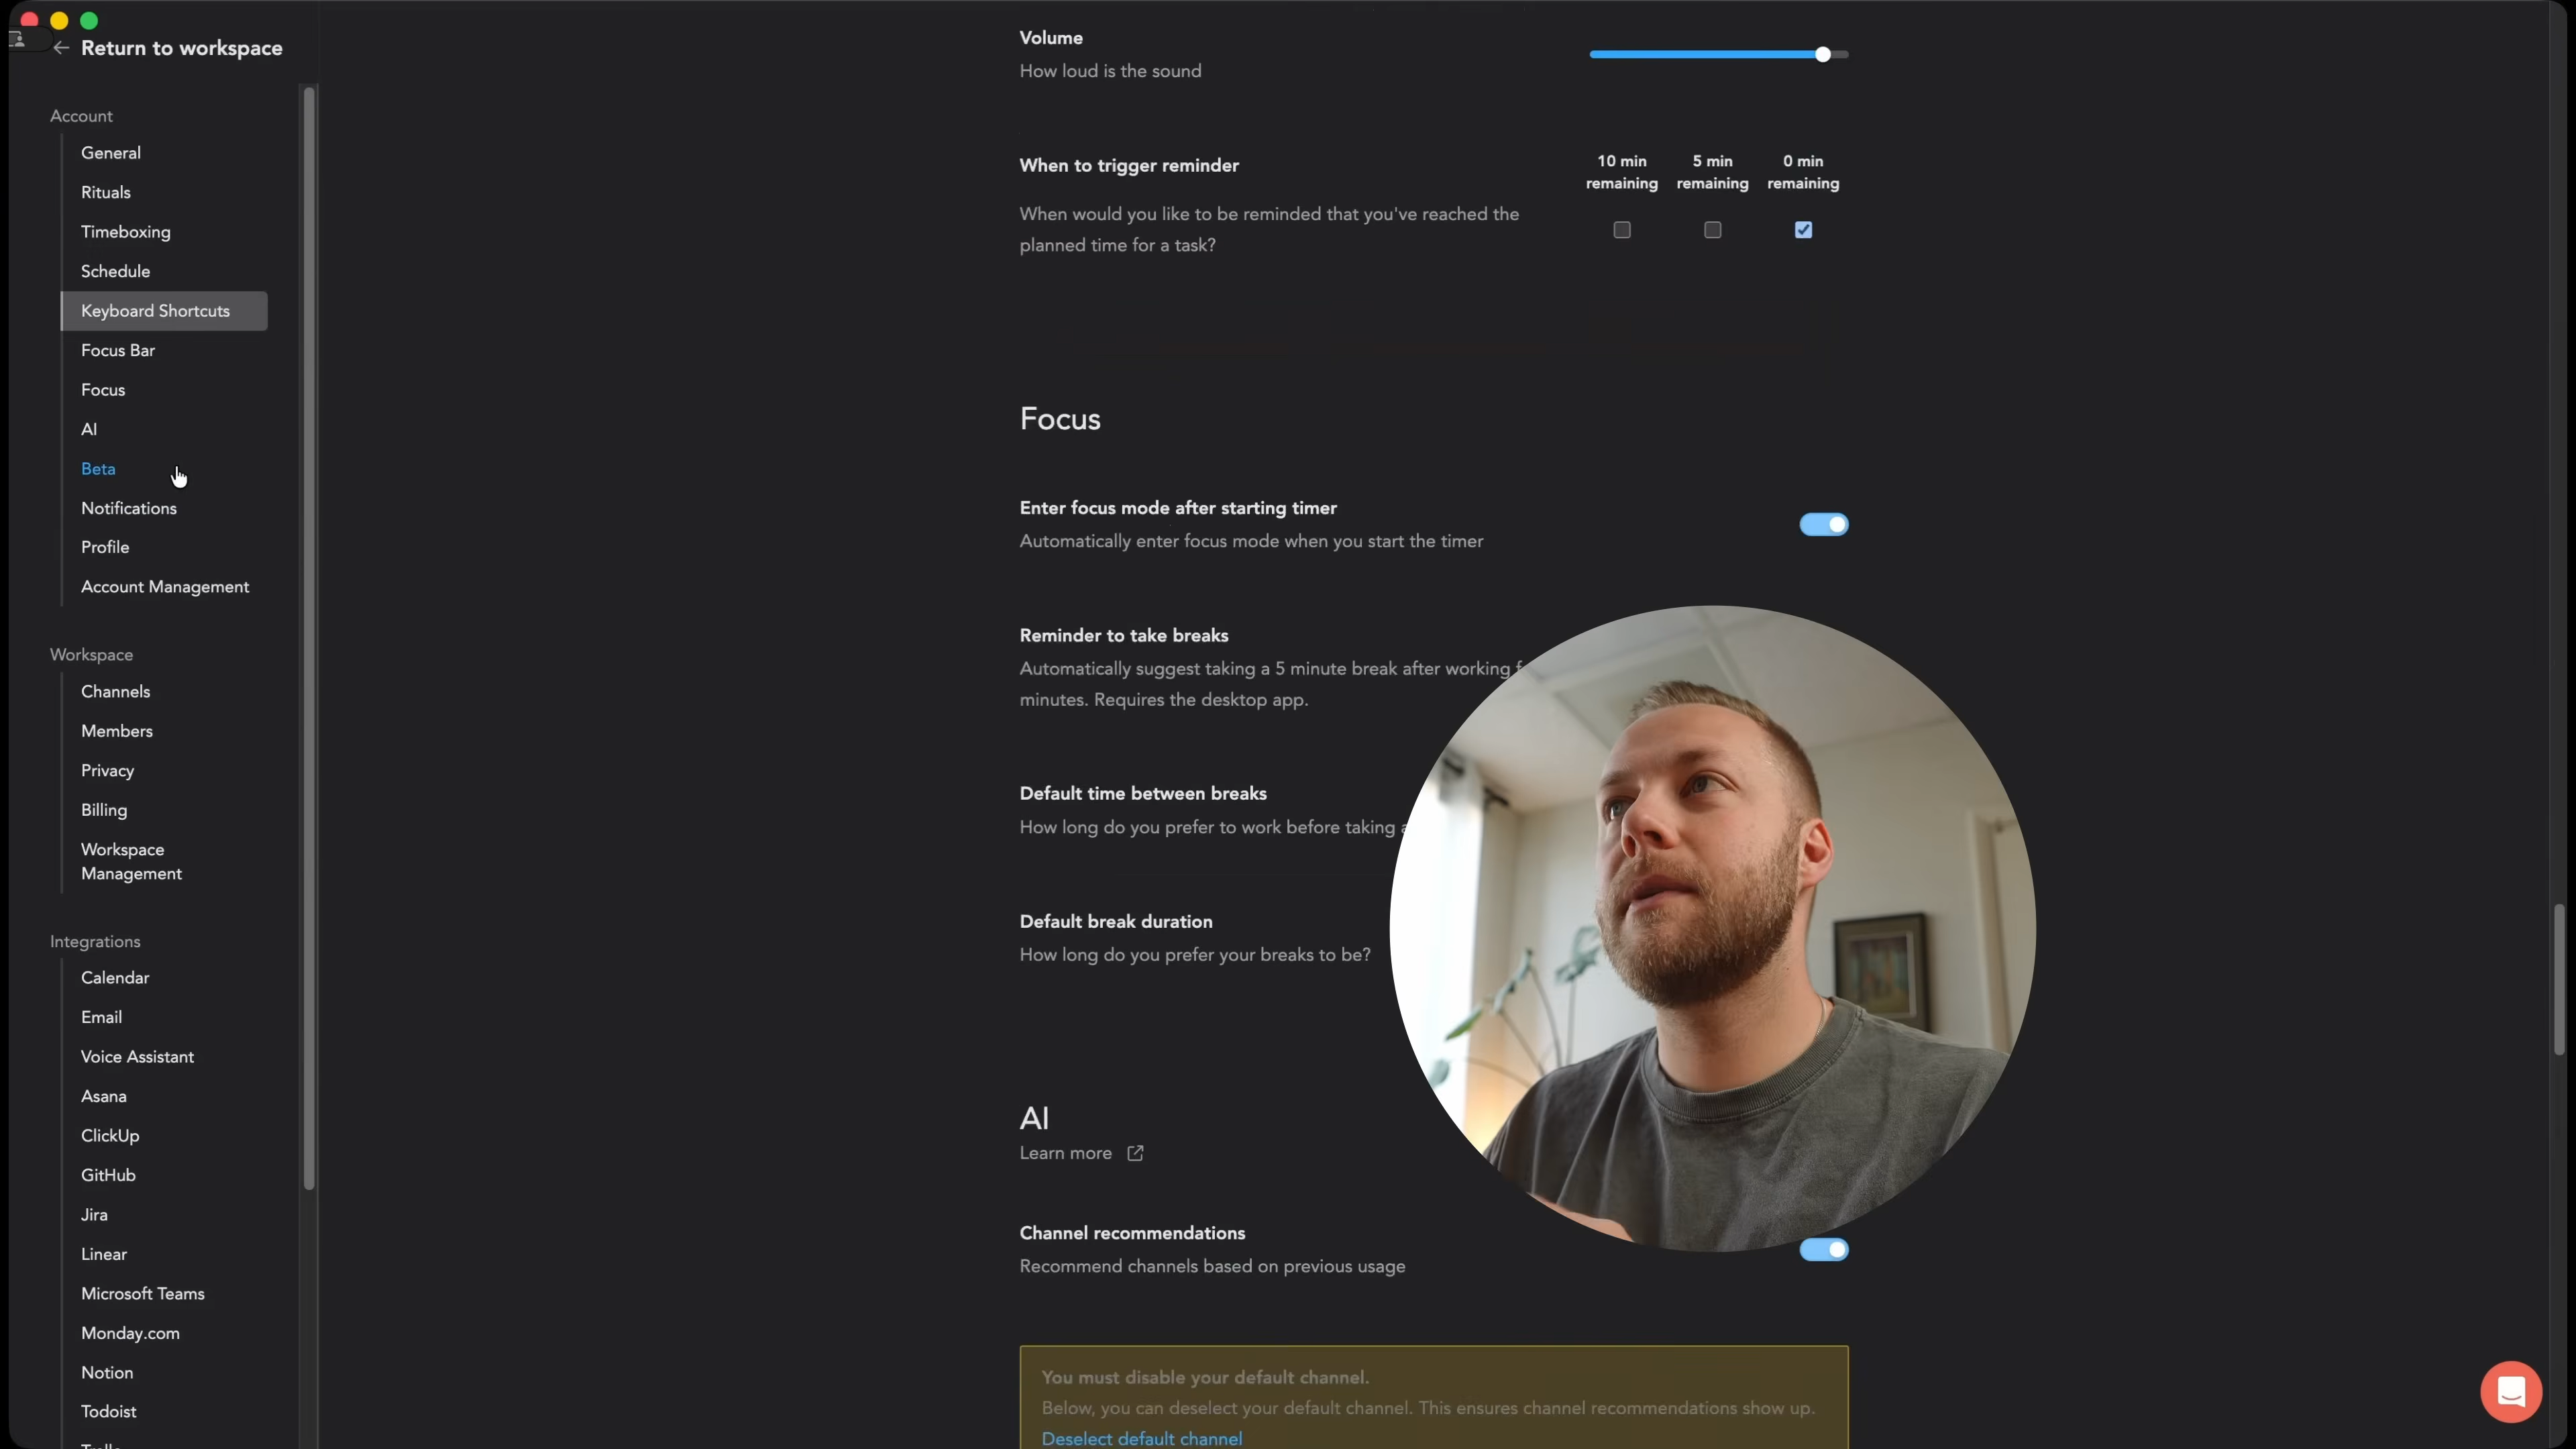 Return to workspace
Account
General
Rituals
Timeboxing
Schedule
Keyboard Shortcuts
Focus Bar
Focus
AI
Beta
Notifications
Profile
Account Management
Workspace
Channels
Members
Privacy
Billing
Workspace
Management
Integrations
Calendar
Email
Voice Assistant
Asana
ClickUp
GitHub
Jira
Linear
Microsoft Teams
Monday.com
Notion
Todoist
Volume
How loud is the sound
When to trigger reminder
When would you like to be reminded that you've reached the
planned time for a task?
10 min
remaining
5 min
remaining
0 min
remaining
Focus
Enter focus mode after starting timer
Automatically enter focus mode when you start the timer
Reminder to take breaks
Automatically suggest taking a 5 minute break after working
minutes. Requires the desktop app.
Default time between breaks
How long do you prefer to work before taking
Default break duration
How long do you prefer your breaks to be?
AI
Learn more
Channel recommendations
Recommend channels based on previous usage
You must disable your default channel.
Below, you can deselect your default channel. This ensures channel recommendations show up.
Deselect default channel